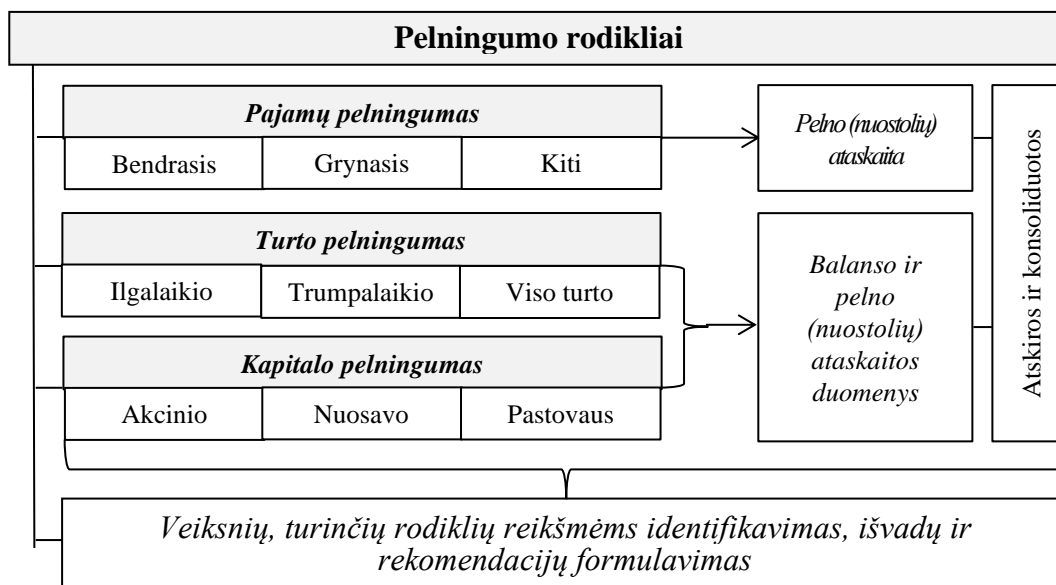 Pelningumo rodikliai
Pajamų pelningumas
Bendrasis
Grynasis
Kiti
Pelno (nuostolių)
ataskaita
Turto pelningumas
Ilgalaikio
Trumpalaikio
Viso turto
Kapitalo pelningumas
Akcinio
Nuosavo
Pastovaus
Balanso ir
pelno
(nuostolių)
ataskaitos
duomenys
Atskiros ir konsoliduotos
Veiksnių, turinčių rodiklių reikšmėms identifikavimas, išvadų ir
rekomendacijų formulavimas